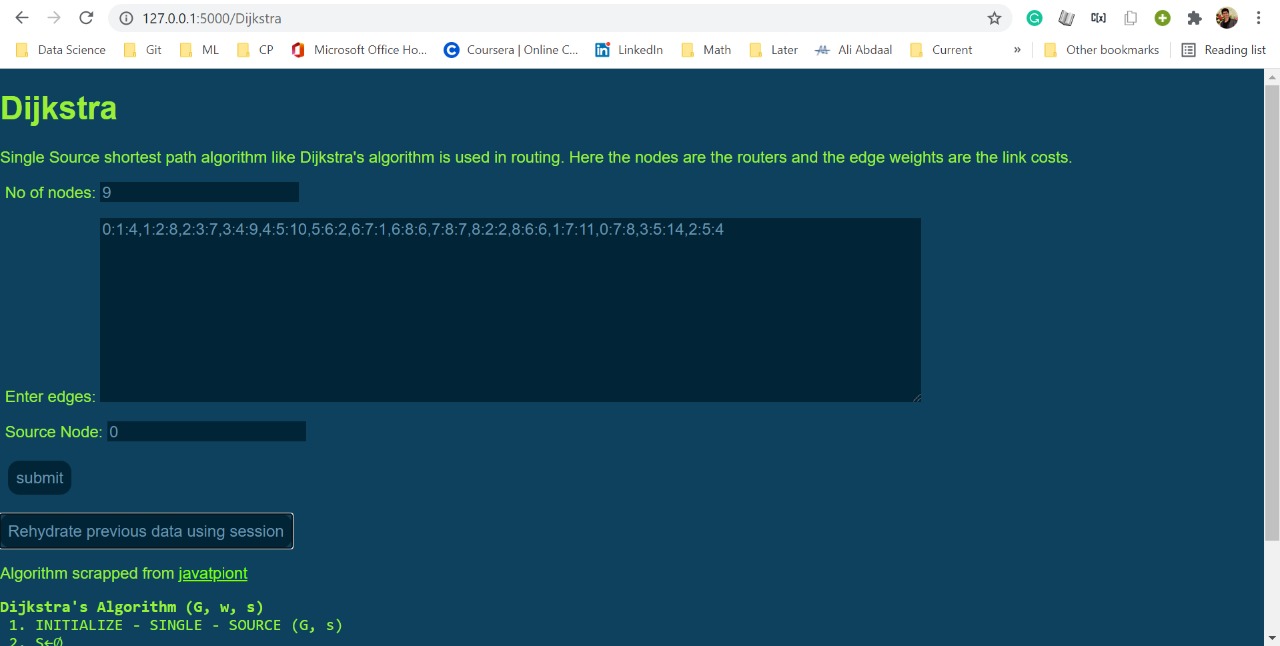 127.0.0.1:5000/Dijkstra
Data Science Git ML CP Microsoft Office Ho... Coursera | Online C... LinkedIn Math Later Ali Abdaal Current » Other bookmarks Reading list
Dijkstra
Single Source shortest path algorithm like Dijkstra's algorithm is used in routing. Here the nodes are the routers and the edge weights are the link costs.
No of nodes: 9
0:1:4,1:2:8,2:3:7,3:4:9,4:5:10,5:6:2,6:7:1,6:8:6,7:8:7,8:2:2,8:6:6,1:7:11,0:7:8,3:5:14,2:5:4
Enter edges:
Source Node: 0
submit
Rehydrate previous data using session
Algorithm scrapped from javatpiont
Dijkstra's Algorithm (G, w, s)
1. INITIALIZE - SINGLE - SOURCE (G, s)
2. S←∅